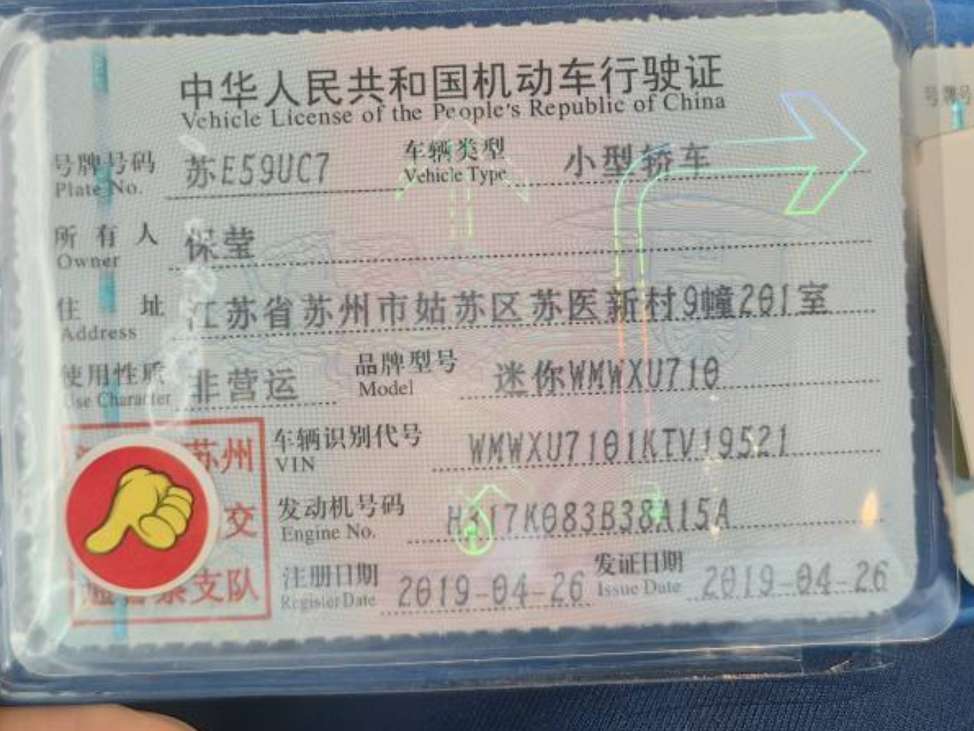 中华人民共和国机动车行驶证
Vehicle License of the People's Republic of China
号牌号码 苏E59UC7 车辆类型 小型轿车
Plate No. Vehicle Type
所有人 保莹
Owner
住址 江苏省苏州市姑苏区苏医新村9幢201室
Address
使用性质 非营运 品牌型号 迷你WMWXU710
Use Character Model
苏州 车辆识别代号 WMWXU7101KTV19521
VIN
交 发动机号码 H317K083B38A15A
Engine No.
支队 注册日期 2019-04-26 发证日期 2019-04-26
Register Date Issue Date
号牌号